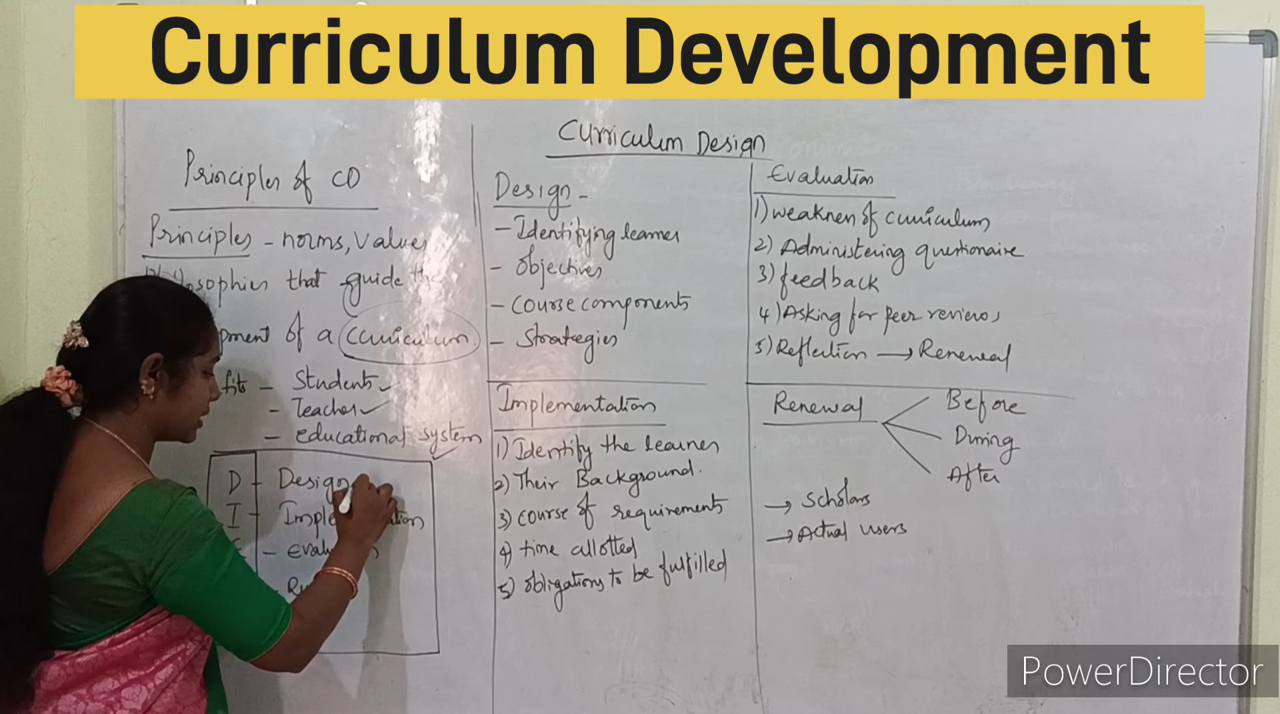 Curriculum Development
Curriculum Design
Principles of CD
Principles - norms, Values,
that guide the
of a curriculum
- Students
- Teacher
- educational system
D - Design
I -
-
Design -
- Identifying learner
- objectives
- Course components
- Strategies
Implementation
1) Identify the learner
2) Their Background.
3) course of requirements
4) time allotted
5) obligations to be fulfilled
Evaluation
1) weakness of curriculum
2) Administering questionaire
3) feedback
4) Asking for peer reviews
5) Reflection → Renewal
Renewal
Before
During
After
→ Scholars
→ Actual users
PowerDirector